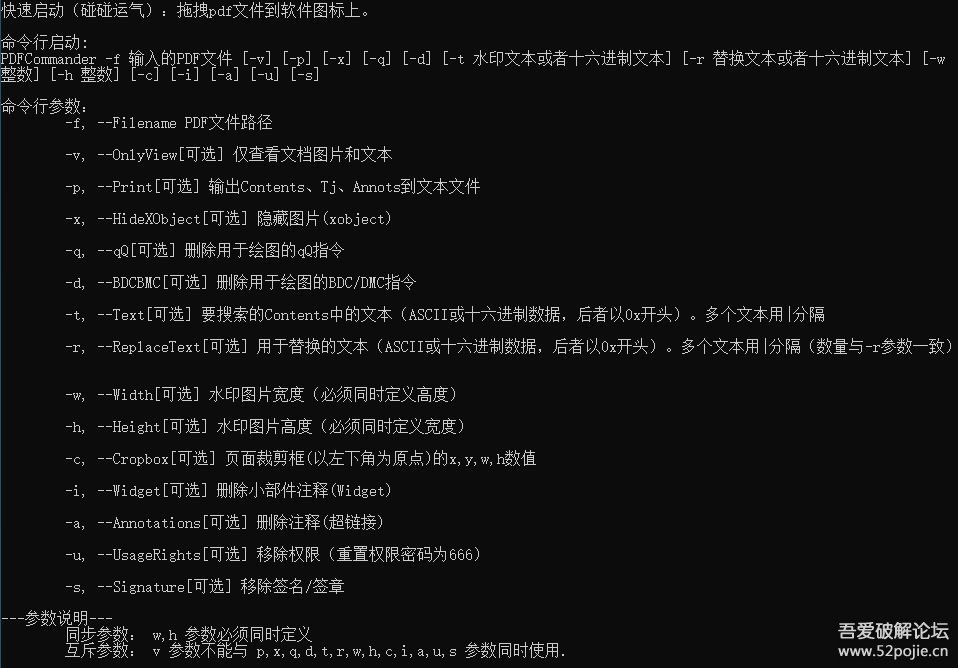 快速启动（碰碰运气）：拖拽pdf文件到软件图标上。
命令行启动:
PDFCommander -f 输入的PDF文件 [-v] [-p] [-x] [-q] [-d] [-t 水印文本或者十六进制文本] [-r 替换文本或者十六进制文本] [-w
整数] [-h 整数] [-c] [-i] [-a] [-u] [-s]
命令行参数:
-f, --Filename PDF文件路径
-v, --OnlyView[可选] 仅查看文档图片和文本
-p, --Print[可选] 输出Contents、Tj、Annots到文本文件
-x, --HideXObject[可选] 隐藏图片(xobject)
-q, --qQ[可选] 删除用于绘图的qQ指令
-d, --BDCBMC[可选] 删除用于绘图的BDC/DMC指令
-t, --Text[可选] 要搜索的Contents中的文本（ASCII或十六进制数据，后者以0x开头）。多个文本用|分隔
-r, --ReplaceText[可选] 用于替换的文本（ASCII或十六进制数据，后者以0x开头）。多个文本用|分隔（数量与-r参数一致）
-w, --Width[可选] 水印图片宽度（必须同时定义高度）
-h, --Height[可选] 水印图片高度（必须同时定义宽度）
-c, --Cropbox[可选] 页面裁剪框(以左下角为原点)的x,y,w,h数值
-i, --Widget[可选] 删除小部件注释(Widget)
-a, --Annotations[可选] 删除注释(超链接)
-u, --UsageRights[可选] 移除权限（重置权限密码为666）
-s, --Signature[可选] 移除签名/签章
---参数说明---
同步参数: w,h 参数必须同时定义
互斥参数: v 参数不能与 p,x,q,d,t,r,w,h,c,i,a,u,s 参数同时使用.
吾爱破解论坛
www.52pojie.cn